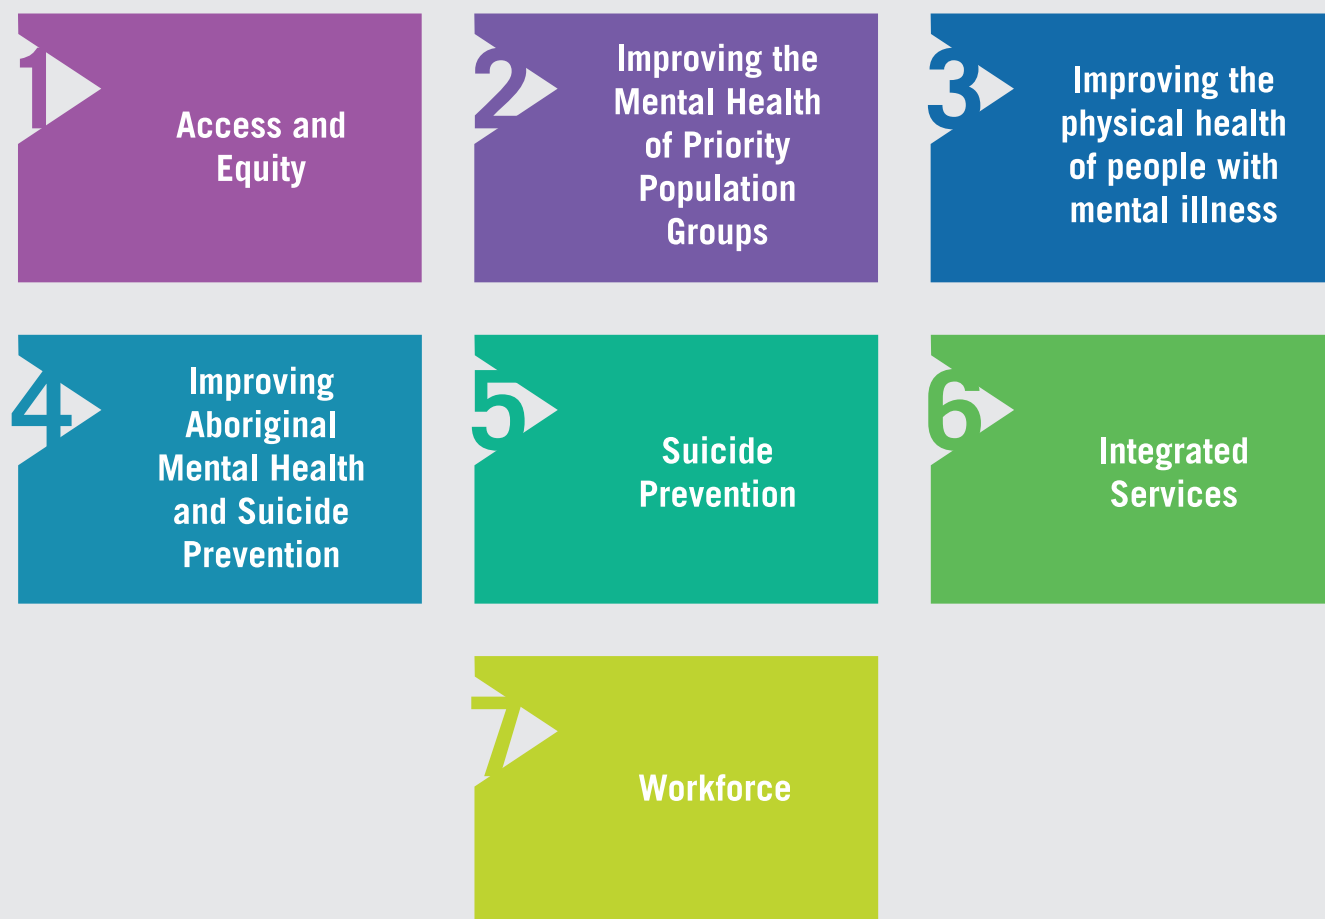 1
Access and
Equity
2
Improving the
Mental Health
of Priority
Population
Groups
3
Improving the
physical health
of people with
mental illness
4
Improving
Aboriginal
Mental Health
and Suicide
Prevention
5
Suicide
Prevention
6
Integrated
Services
7
Workforce